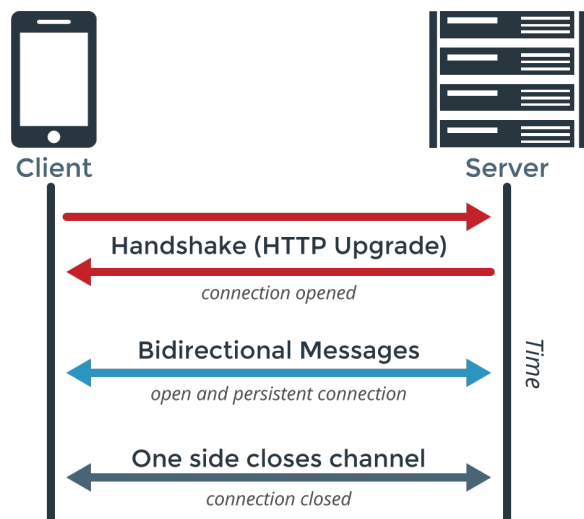 Client
Server
Handshake (HTTP Upgrade)
connection opened
Bidirectional Messages
open and persistent connection
Time
One side closes channel
connection closed